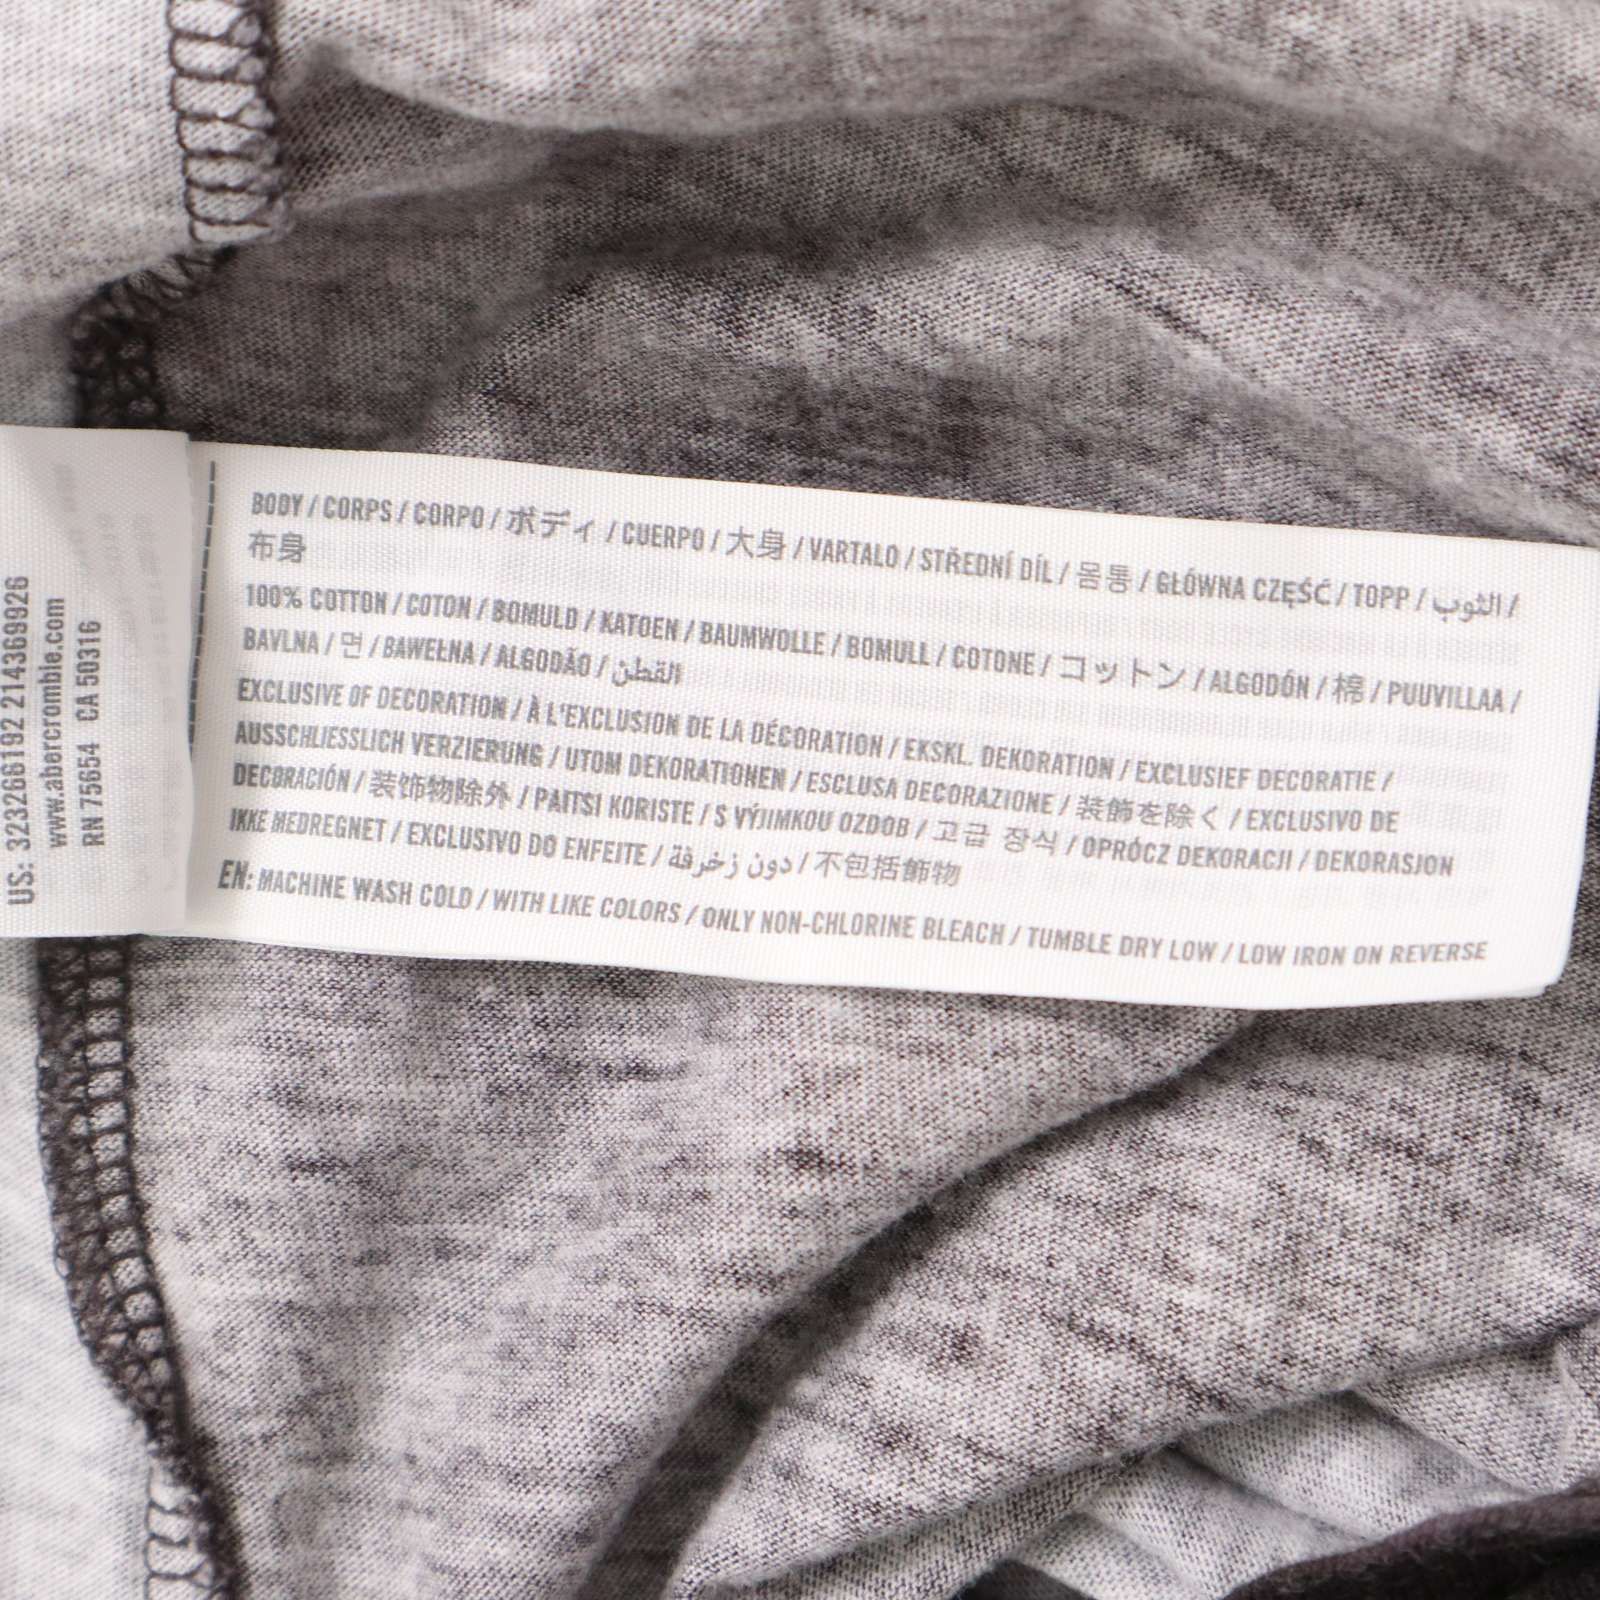 US: 323266192 214369926
www.abercrombie.com
RN 75654 CA 50316
BODY / CORPS / CORPO / ボディ / CUERPO / 大身 / VARTALO / STŘEDNÍ DÍL / 몸통 / GŁÓWNA CZĘŚĆ / TOPP / الثوب /
布身
100% COTTON / COTON / BOMULD / KATOEN / BAUMWOLLE / BOMULL / COTONE / コットン / ALGODÓN / 棉 / PUUVILLAA /
BAVLNA / 면 / BAWEŁNA / ALGODÃO / القطن
EXCLUSIVE OF DECORATION / À L'EXCLUSION DE LA DÉCORATION / EKSKL. DEKORATION / EXCLUSIEF DECORATIE /
AUSSCHLIESSLICH VERZIERUNG / UTOM DEKORATIONEN / ESCLUSA DECORAZIONE / 装飾を除く / EXCLUSIVO DE
DECORACIÓN / 装饰物除外 / PAITSI KORISTE / S VÝJIMKOU OZDOB / 고급 장식 / OPRÓCZ DEKORACJI / DEKORASJON
IKKE MEDREGNET / EXCLUSIVO DO ENFEITE / دون زخرفة / 不包括飾物
EN: MACHINE WASH COLD / WITH LIKE COLORS / ONLY NON-CHLORINE BLEACH / TUMBLE DRY LOW / LOW IRON ON REVERSE